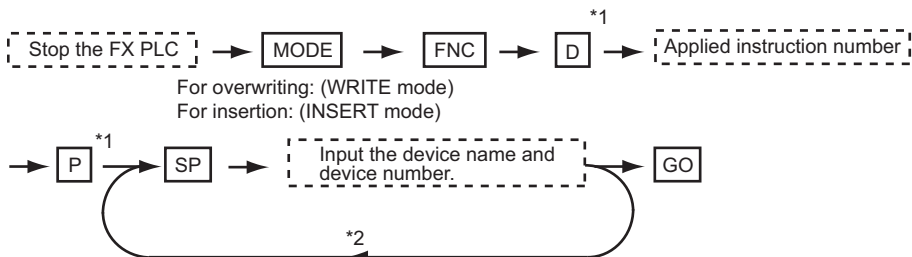 *1
Stop the FX PLC MODE FNC D Applied instruction number
For overwriting: (WRITE mode)
For insertion: (INSERT mode)
*1
P SP Input the device name and device number. GO
*2